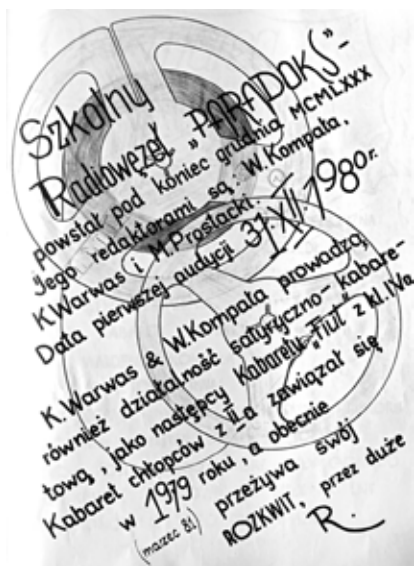 Szkolny
Radiowęzeł „PARADOKS"-
powstał pod koniec grudnia MCMLXXX
Jego redaktorami są: W.Kompała,
K.Warwas i M.Prostacki.
Data pierwszej audycji 31.XII.1980r.
K.Warwas & W.Kompała prowadzą
również działalność satyryczno-kabare-
tową, jako następcy Kabaretu „Fiut" z kl.IVa
Kabaret chłopców z II-a zawiązał się
w 1979 roku, a obecnie
(marzec 81) przeżywa swój
ROZKWIT, przez duże
R.